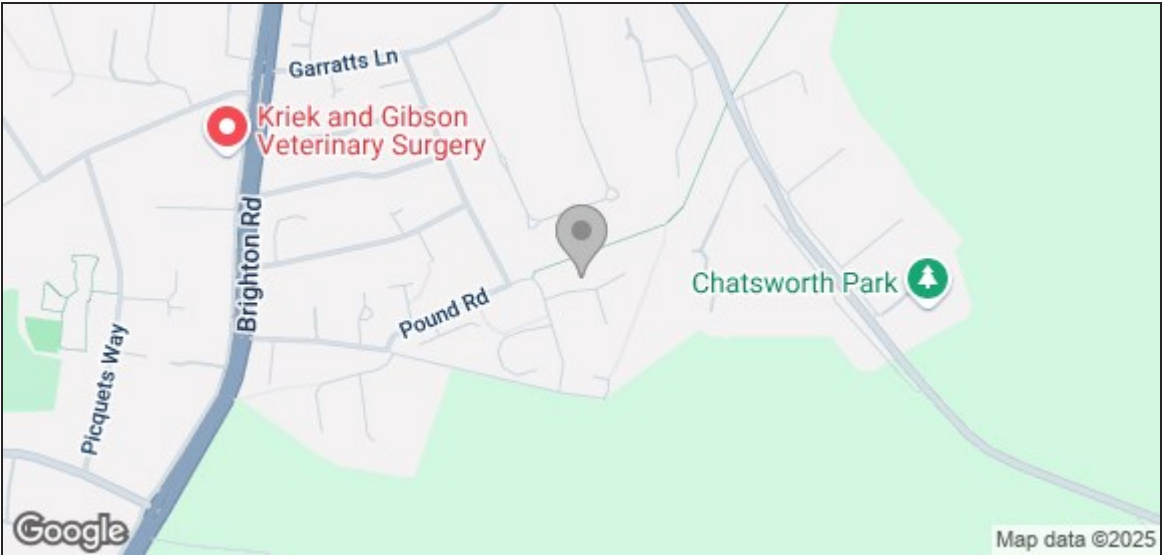 Garratts Ln
Kriek and Gibson
Veterinary Surgery
Brighton Rd
Chatsworth Park
Pound Rd
Picquets Way
Google
Map data ©2025